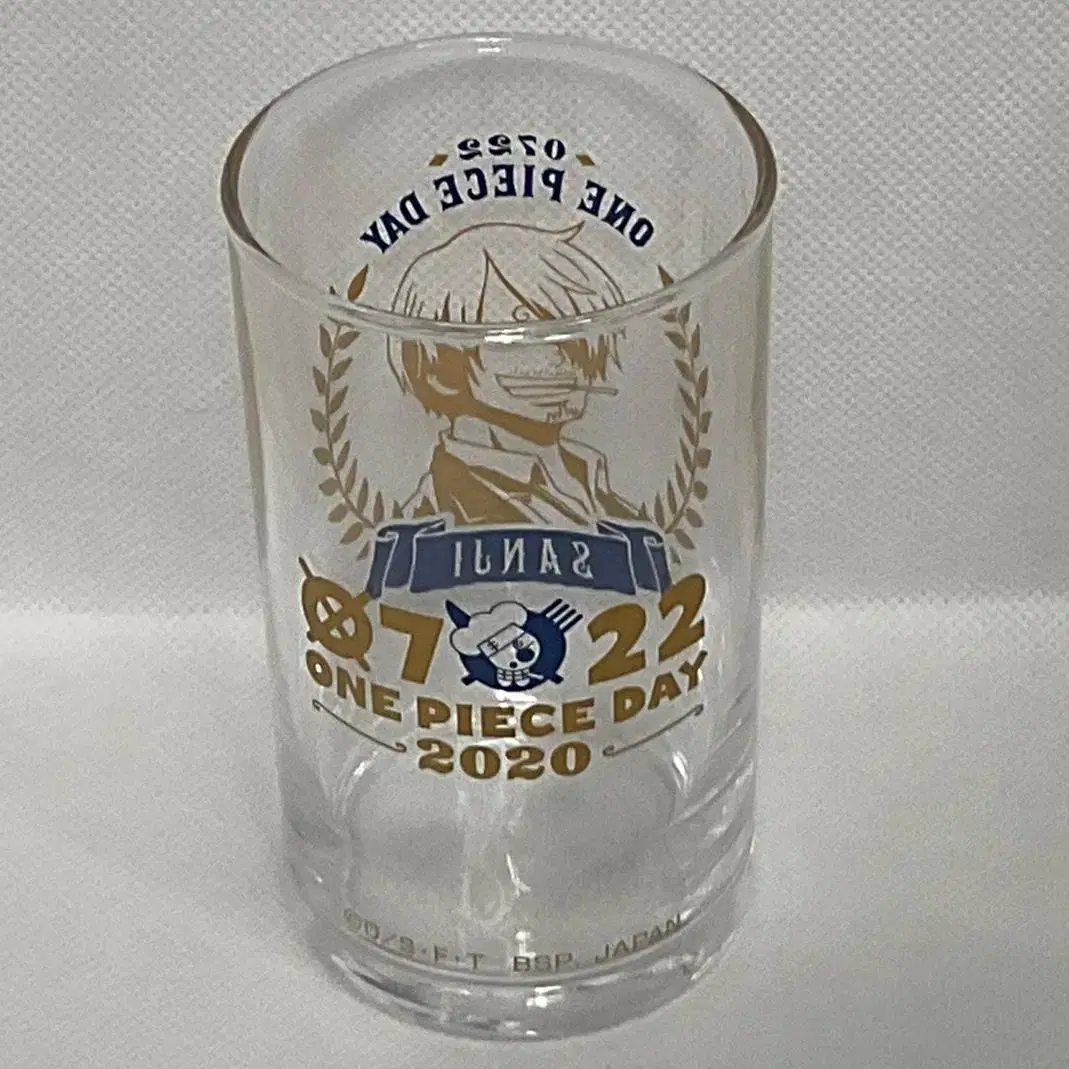 0722
ONE PIECE DAY
SANJI
07 22
ONE PIECE DAY
2020
©O/S·F·T BSP, JAPAN